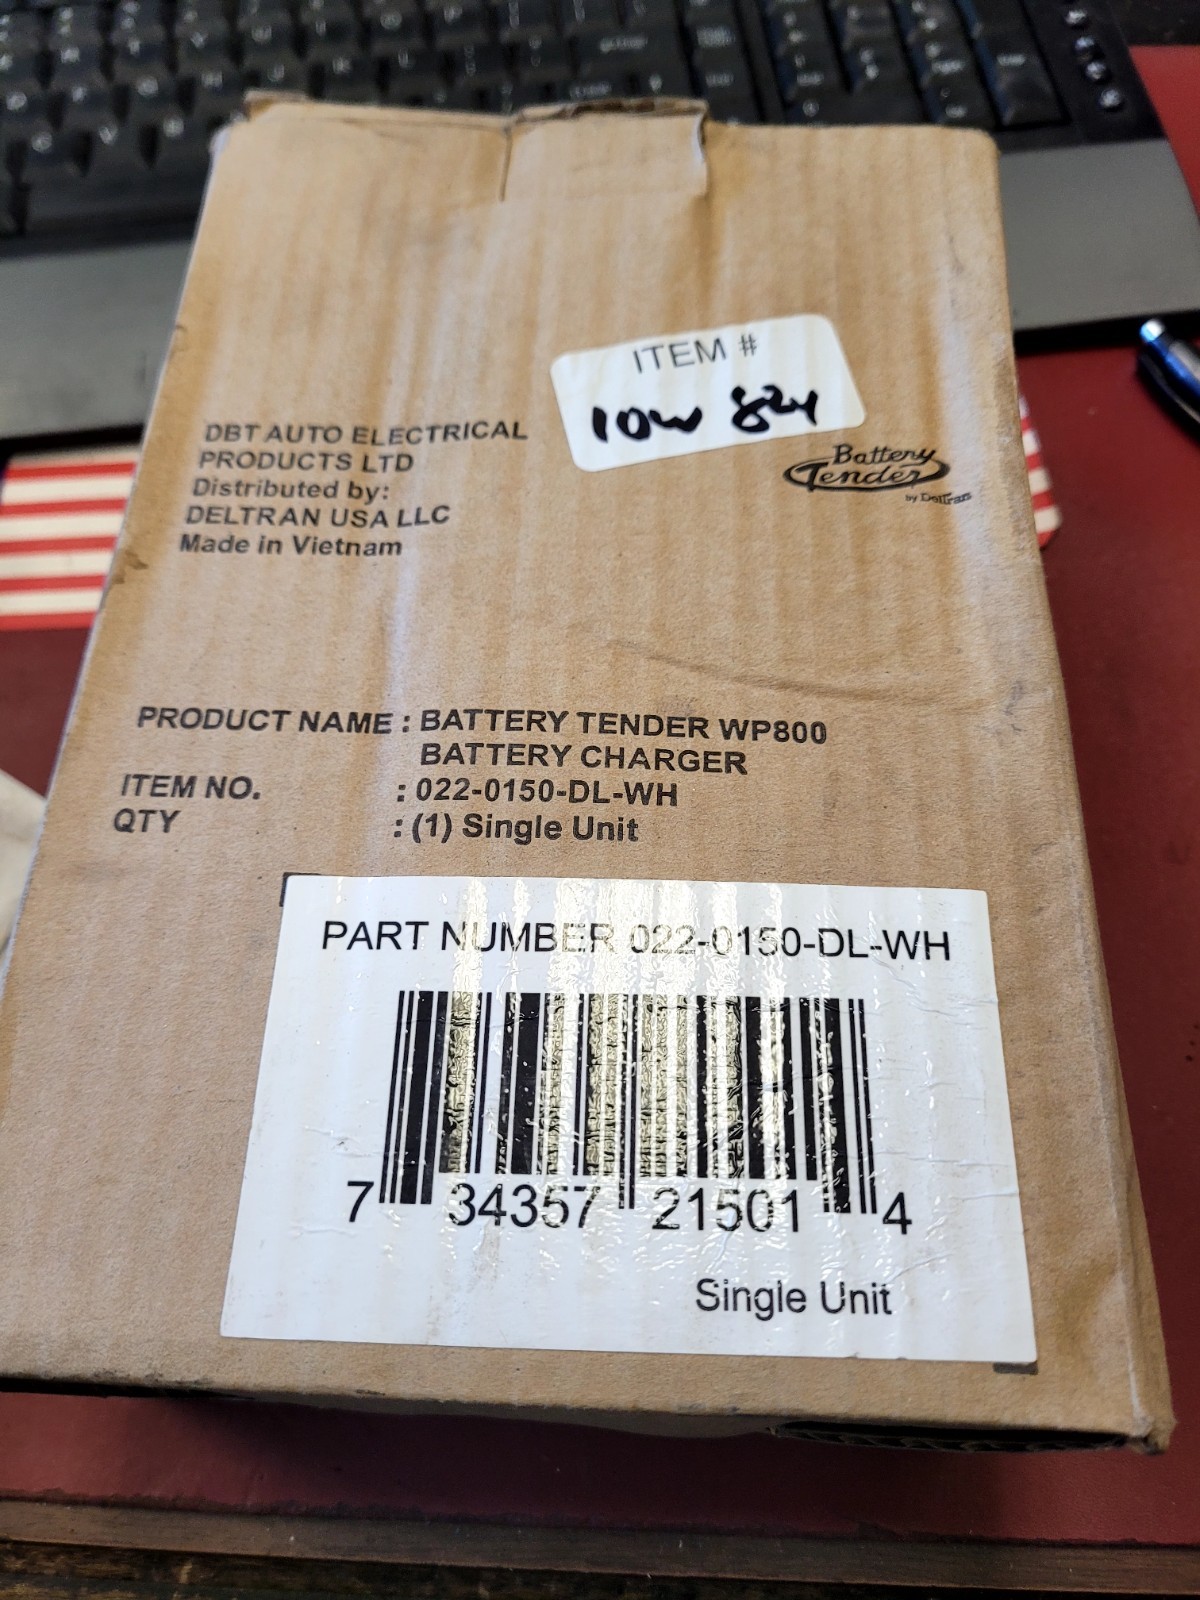 ITEM #
10W 824
DBT AUTO ELECTRICAL
PRODUCTS LTD
Distributed by:
DELTRAN USA LLC
Made in Vietnam
Battery
Tender
by Deltran
PRODUCT NAME : BATTERY TENDER WP800
BATTERY CHARGER
ITEM NO. : 022-0150-DL-WH
QTY : (1) Single Unit
PART NUMBER 022-0150-DL-WH
7 34357 21501 4
Single Unit